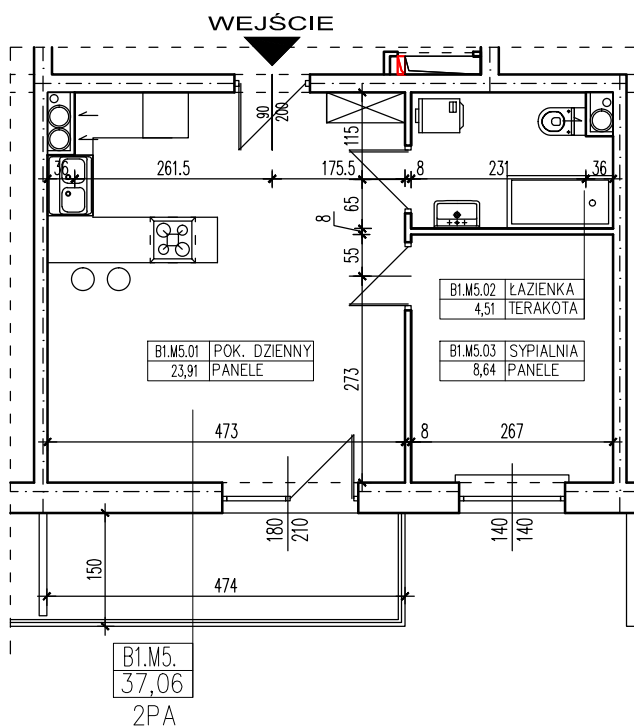 WEJŚCIE
90
200
115
36
261.5
175.5
8
231
36
65
8
55
B1.M5.02 ŁAZIENKA
4,51 TERAKOTA
B1.M5.01 POK. DZIENNY
23,91 PANELE
B1.M5.03 SYPIALNIA
8,64 PANELE
273
473
8
267
180
210
140
140
150
474
B1.M5.
37,06
2PA